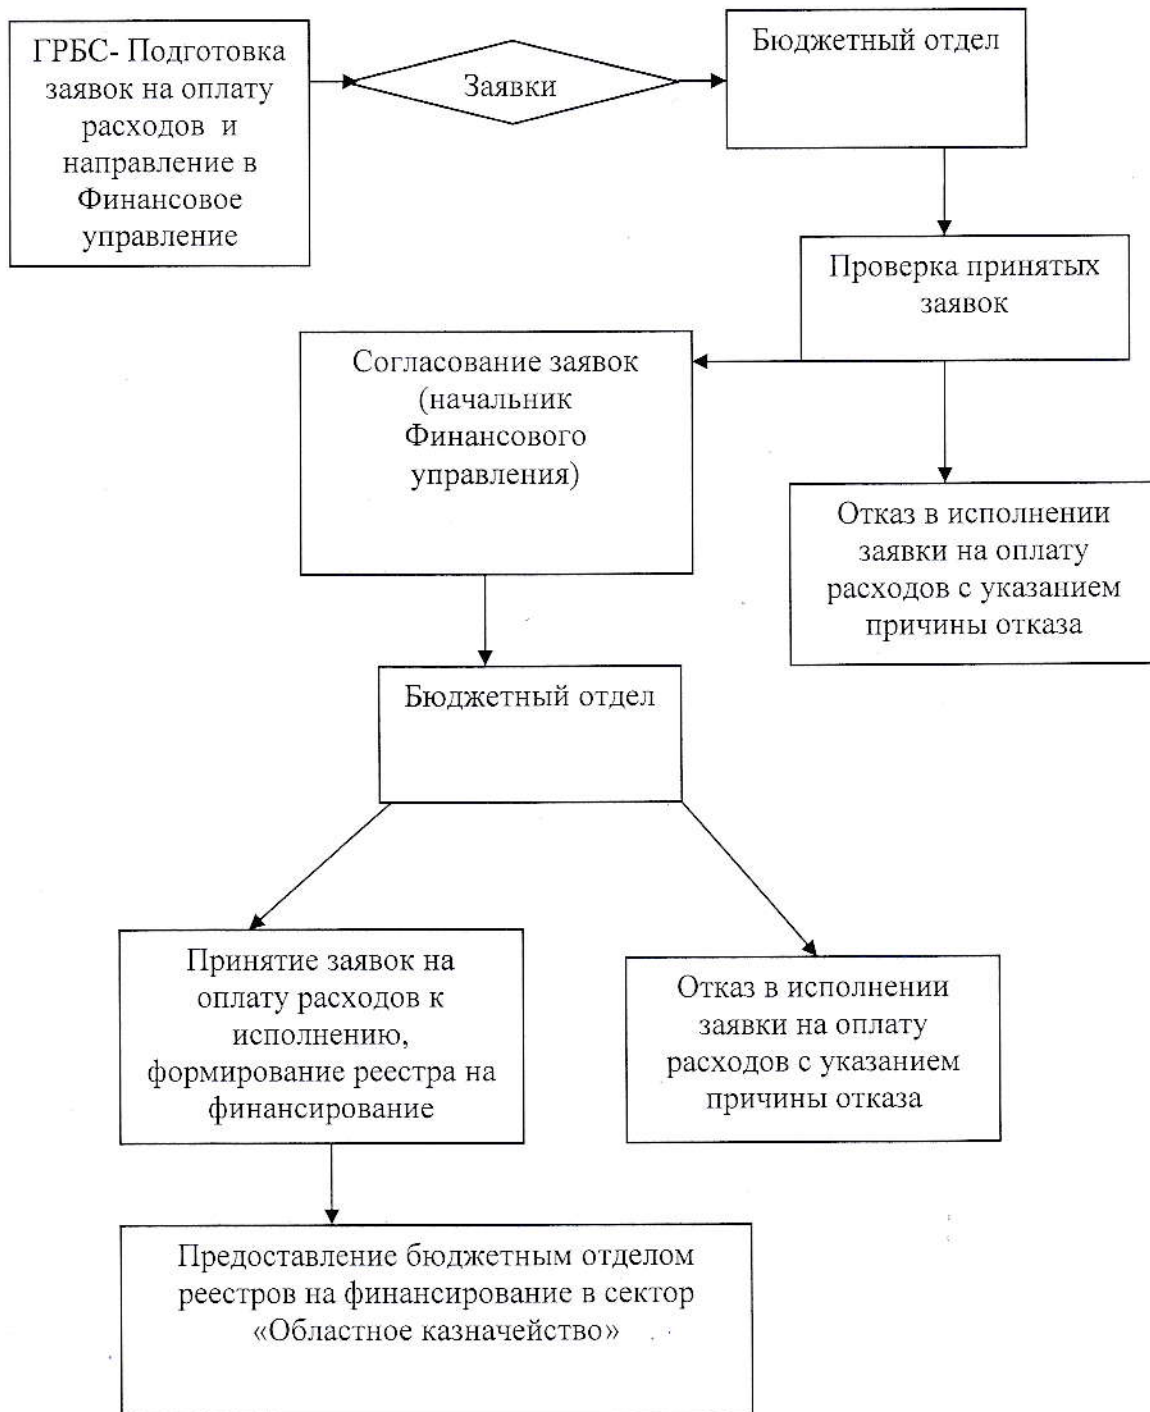 ГРБС- Подготовка
заявок на оплату
расходов и
направление в
Финансовое
управление
Заявки
Бюджетный отдел
Проверка принятых
заявок
Согласование заявок
(начальник
Финансового
управления)
Отказ в исполнении
заявки на оплату
расходов с указанием
причины отказа
Бюджетный отдел
Принятие заявок на
оплату расходов к
исполнению,
формирование реестра на
финансирование
Отказ в исполнении
заявки на оплату
расходов с указанием
причины отказа
Предоставление бюджетным отделом
реестров на финансирование в сектор
«Областное казначейство»